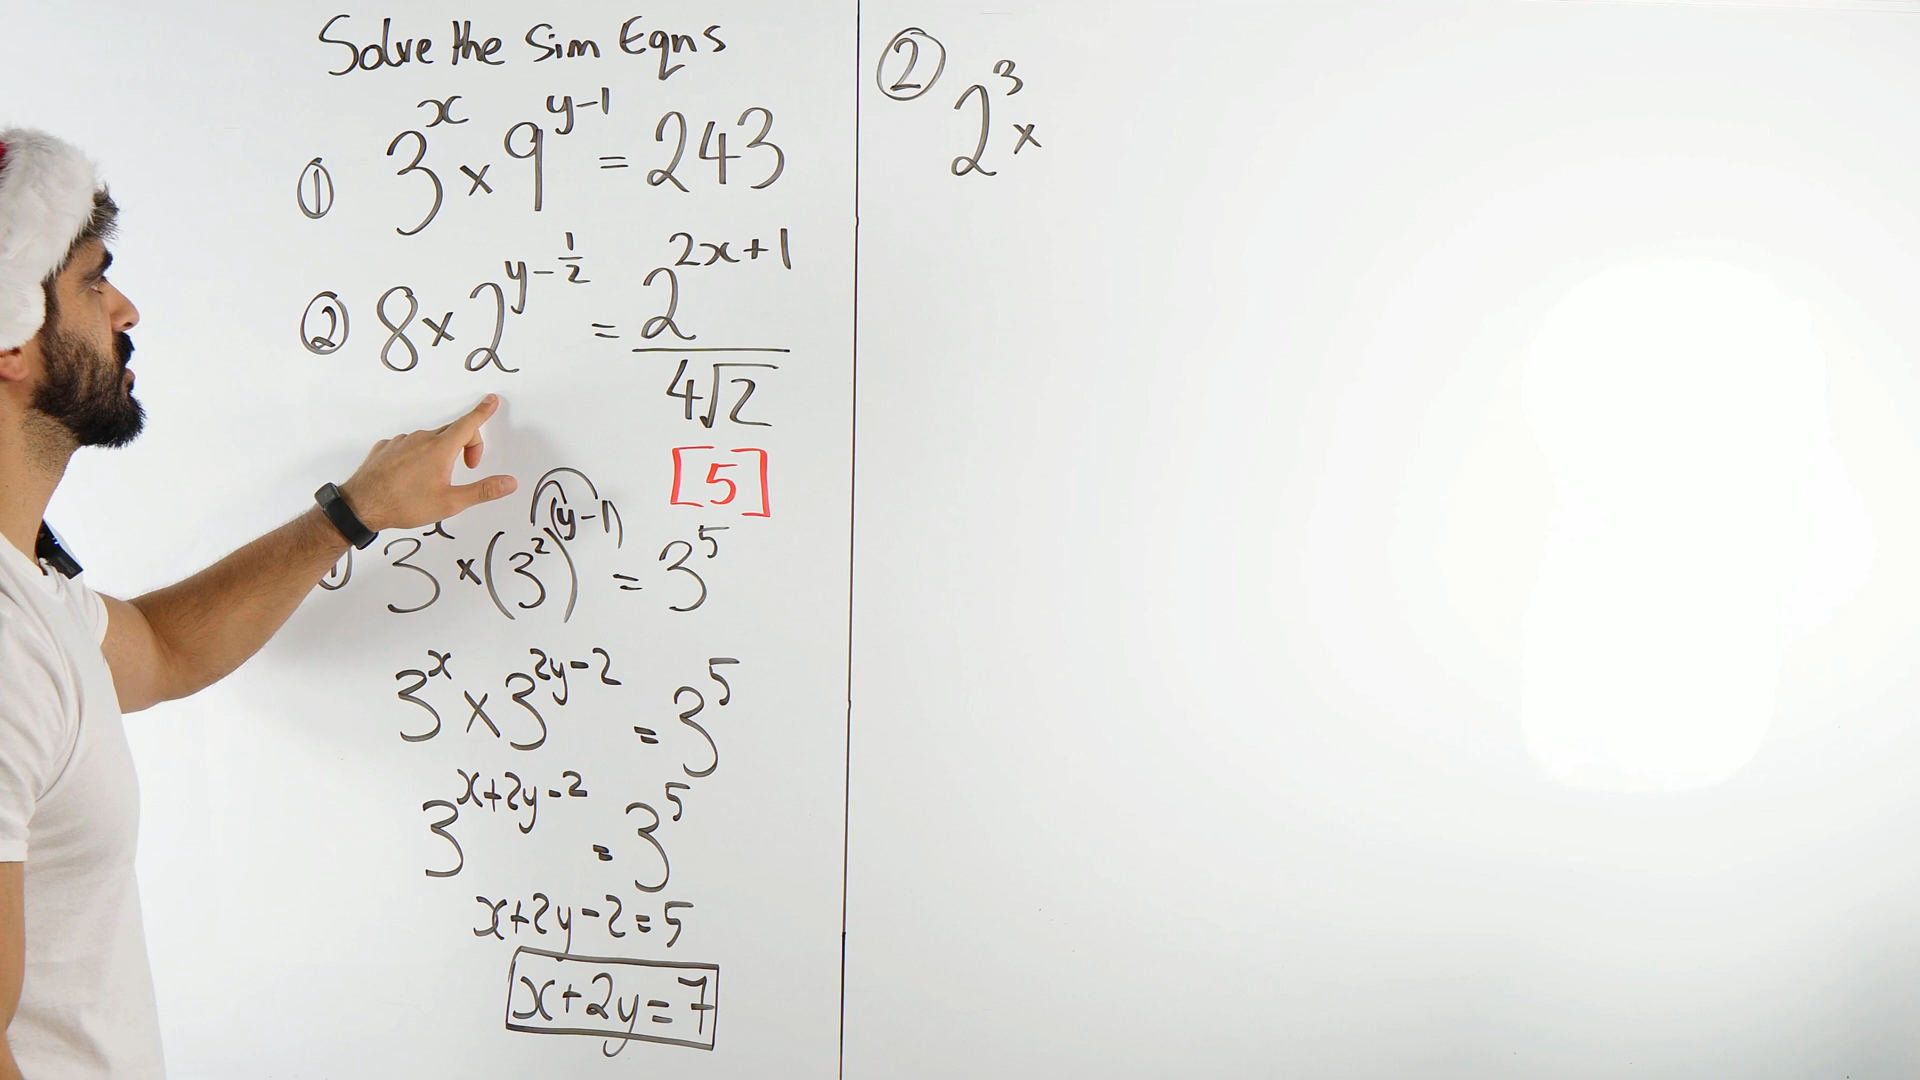 Solve the Sim Eqns
① 3^x × 9^(y-1) = 243
② 8 × 2^(y-1/2) = 2^(2x+1) / 4√2
[5]
① 3^x × (3^2)^(y-1) = 3^5
3^x × 3^(2y-2) = 3^5
3^(x+2y-2) = 3^5
x+2y-2=5
x+2y=7
② 2^3 ×